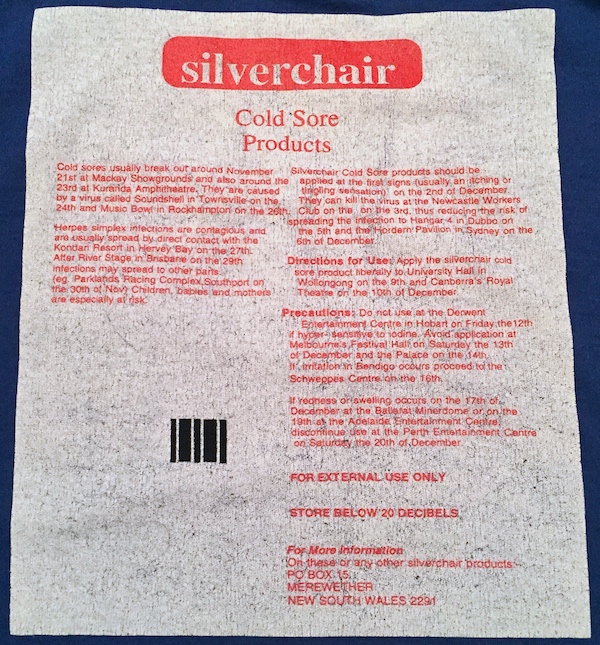 silverchair
Cold Sore
Products
Cold sores usually break out around November
21st at Mackay Showgrounds and also around the
23rd at Kuranda Amphitheatre. They are caused
by a virus called Soundshell in Townsville on the
24th and Music Bowl in Rockhampton on the 26th.
Herpes simplex infections are contagious and
are usually spread by direct contact with the
Kondari Resort in Hervey Bay on the 27th.
After River Stage in Brisbane on the 29th
infections may spread to other parts
(eg. Parklands Racing Complex, Southport on
the 30th of Nov) Children, babies and mothers
are especially at risk.
Silverchair Cold Sore products should be
applied at the first signs (usually an itching or
tingling sensation) on the 2nd of December.
They can kill the virus at the Newcastle Workers
Club on the on the 3rd, thus reducing the risk of
spreading the infection to Hangar 4 in Dubbo on
the 5th and the Hordern Pavilion in Sydney on the
6th of December.
Directions for Use: Apply the silverchair cold
sore product liberally to University Hall in
Wollongong on the 9th and Canberra's Royal
Theatre on the 10th of December.
Precautions: Do not use at the Derwent
Entertainment Centre in Hobart on Friday the 12th
if hyper-sensitive to iodine. Avoid application at
Melbourne's Festival Hall on Saturday the 13th
of December and the Palace on the 14th.
If irritation in Bendigo occurs proceed to the
Schweppes Centre on the 16th.
If redness or swelling occurs on the 17th of
December at the Ballarat Minerdome or on the
19th at the Adelaide Entertainment Centre,
discontinue use at the Perth Entertainment Centre
on Saturday the 20th of December.
FOR EXTERNAL USE ONLY
STORE BELOW 20 DECIBELS
For More Information
On these or any other silverchair products:-
PO BOX 15,
MEREWETHER
NEW SOUTH WALES 2291